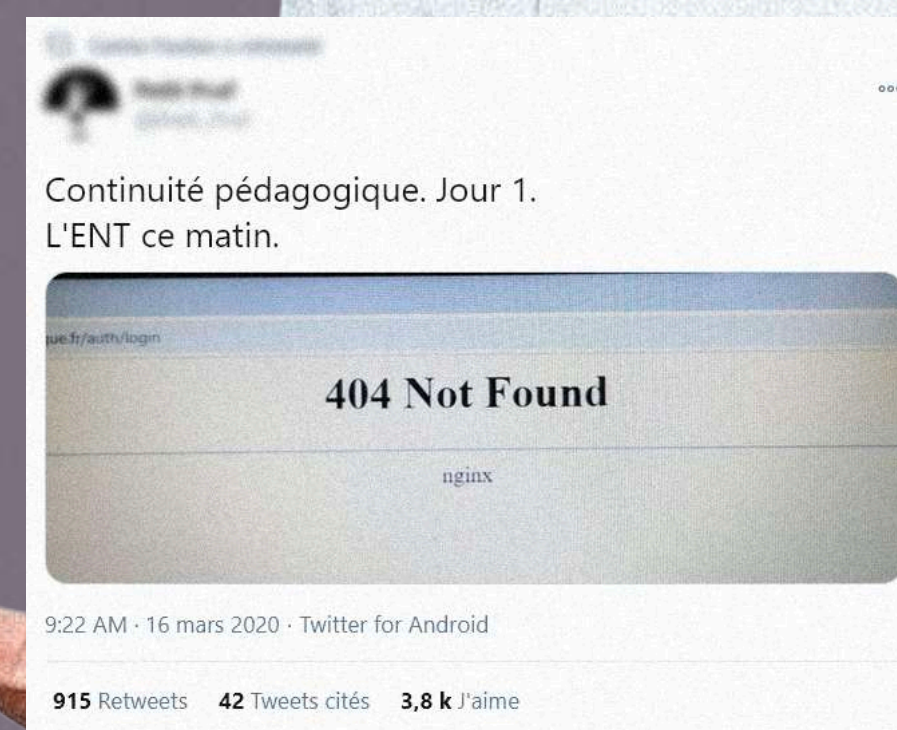 Continuité pédagogique. Jour 1.
L'ENT ce matin.
ue.fr/auth/login
404 Not Found
nginx
9:22 AM · 16 mars 2020 · Twitter for Android
915 Retweets 42 Tweets cités 3,8 k J'aime